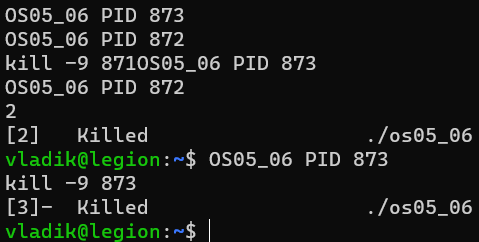 OS05_06 PID 873
OS05_06 PID 872
kill -9 871OS05_06 PID 873
OS05_06 PID 872
2
[2]   Killed                  ./os05_06
vladik@legion:~$ OS05_06 PID 873
kill -9 873
[3]-  Killed                  ./os05_06
vladik@legion:~$